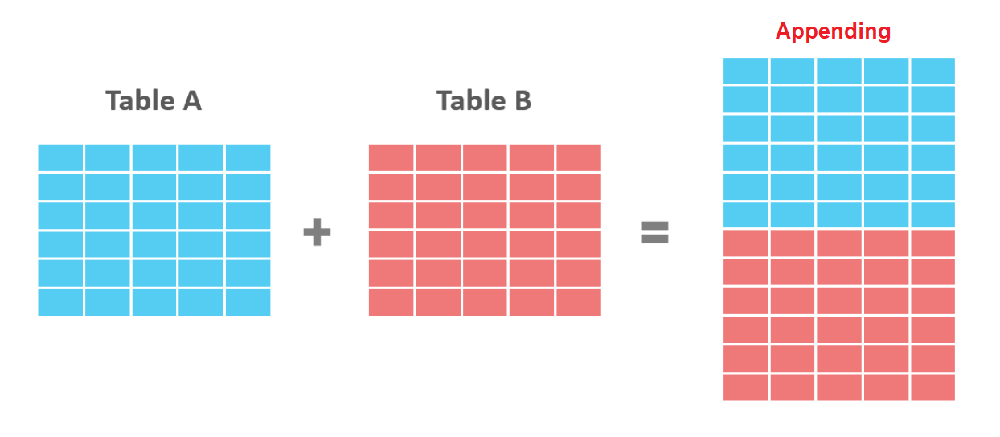 Appending
Table A
Table B
+
=